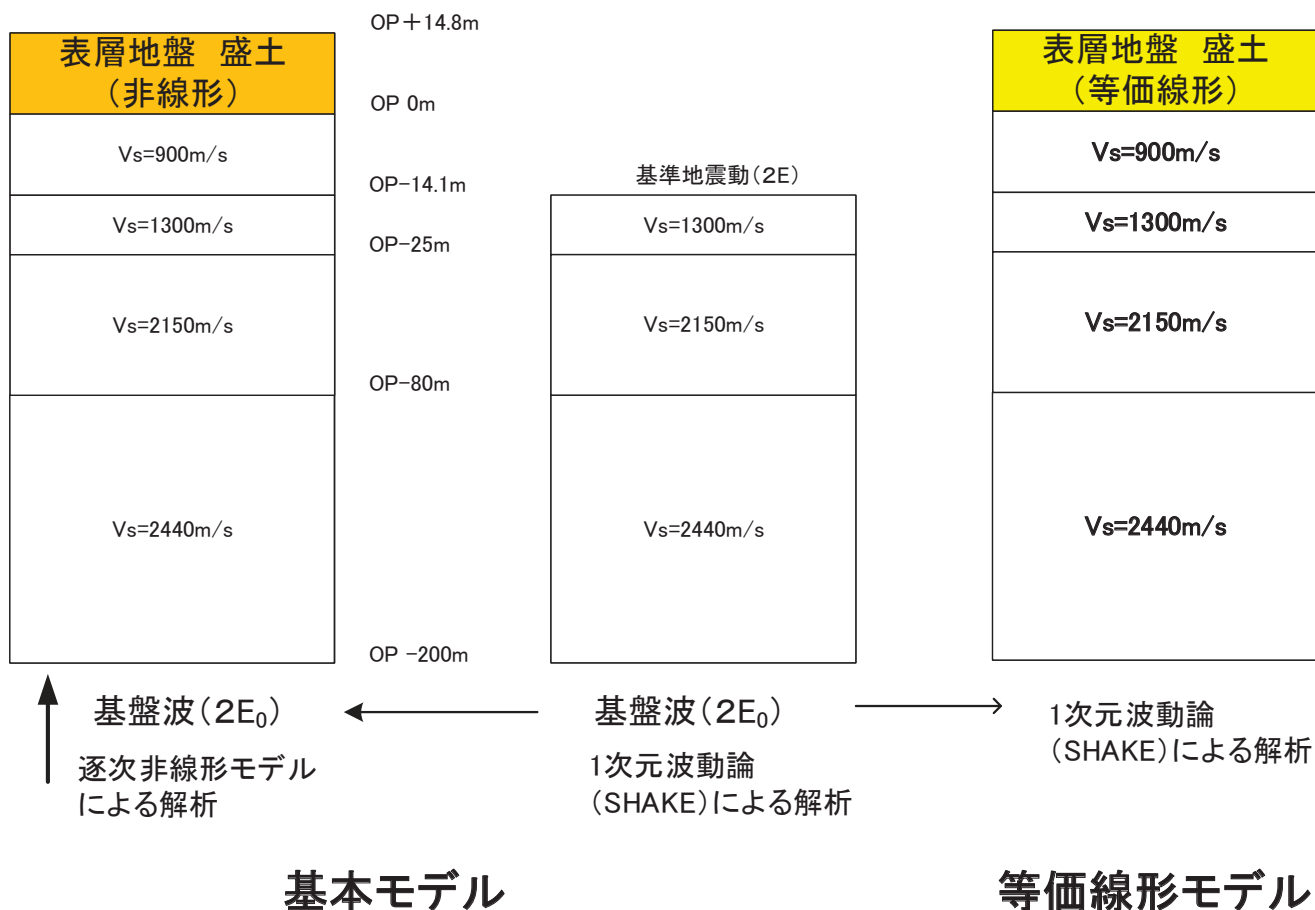 表層地盤 盛土
（非線形）
Vs=900m/s
Vs=1300m/s
Vs=2150m/s
Vs=2440m/s
OP＋14.8m
OP 0m
OP-14.1m
OP-25m
OP-80m
OP -200m
基準地震動（2E）
Vs=1300m/s
Vs=2150m/s
Vs=2440m/s
表層地盤 盛土
（等価線形）
Vs=900m/s
Vs=1300m/s
Vs=2150m/s
Vs=2440m/s
基盤波（2E₀）
逐次非線形モデル
による解析
基盤波（2E₀）
1次元波動論
（SHAKE）による解析
1次元波動論
（SHAKE）による解析
基本モデル
等価線形モデル